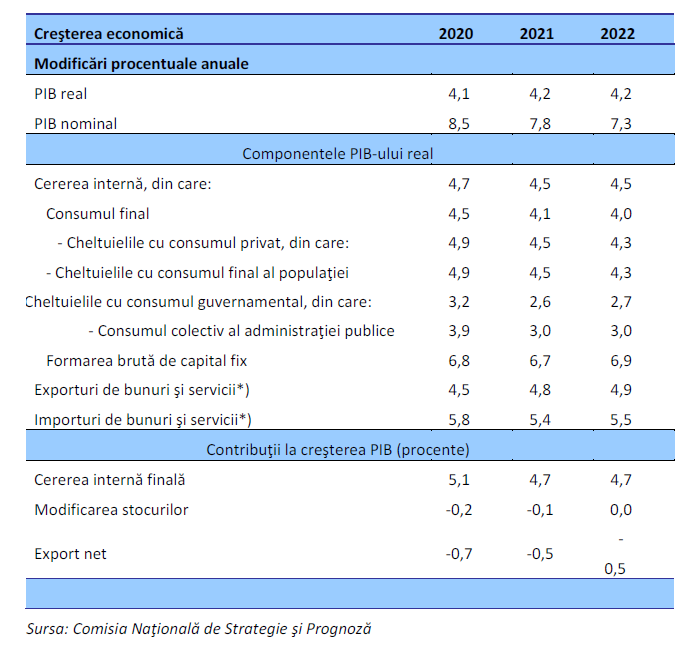 Creşterea economică 2020 2021 2022
Modificări procentuale anuale
PIB real 4,1 4,2 4,2
PIB nominal 8,5 7,8 7,3
Componentele PIB-ului real
Cererea internă, din care: 4,7 4,5 4,5
Consumul final 4,5 4,1 4,0
- Cheltuielile cu consumul privat, din care: 4,9 4,5 4,3
- Cheltuielile cu consumul final al populaţiei 4,9 4,5 4,3
Cheltuielile cu consumul guvernamental, din care: 3,2 2,6 2,7
- Consumul colectiv al administraţiei publice 3,9 3,0 3,0
Formarea brută de capital fix 6,8 6,7 6,9
Exporturi de bunuri şi servicii*) 4,5 4,8 4,9
Importuri de bunuri şi servicii*) 5,8 5,4 5,5
Contribuţii la creşterea PIB (procente)
Cererea internă finală 5,1 4,7 4,7
Modificarea stocurilor -0,2 -0,1 0,0
-
Export net -0,7 -0,5
0,5
Sursa: Comisia Naţională de Strategie şi Prognoză